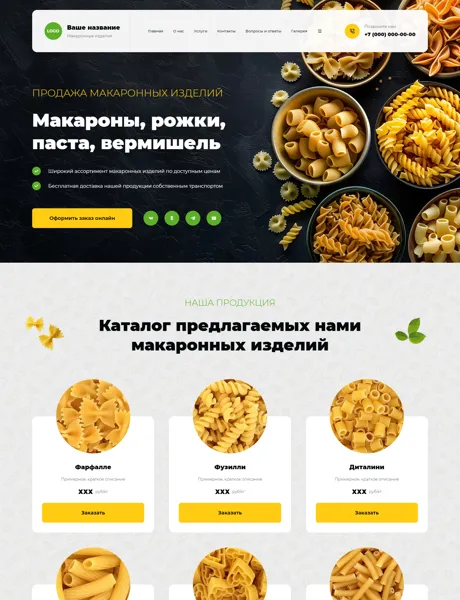 LOGO
Ваше название
Макаронные изделия
Главная О нас Услуги Контакты Вопросы и ответы Галерея
Позвоните нам
+7 (000) 000-00-00
ПРОДАЖА МАКАРОННЫХ ИЗДЕЛИЙ
Макароны, рожки,
паста, вермишель
Широкий ассортимент макаронных изделий по доступным ценам
Бесплатная доставка нашей продукции собственным транспортом
Оформить заказ онлайн
НАША ПРОДУКЦИЯ
Каталог предлагаемых нами
макаронных изделий
Фарфалле Фузилли Диталини
Примерное, краткое описание Примерное, краткое описание Примерное, краткое описание
XXX руб/кг XXX руб/кг XXX руб/кг
Заказать Заказать Заказать